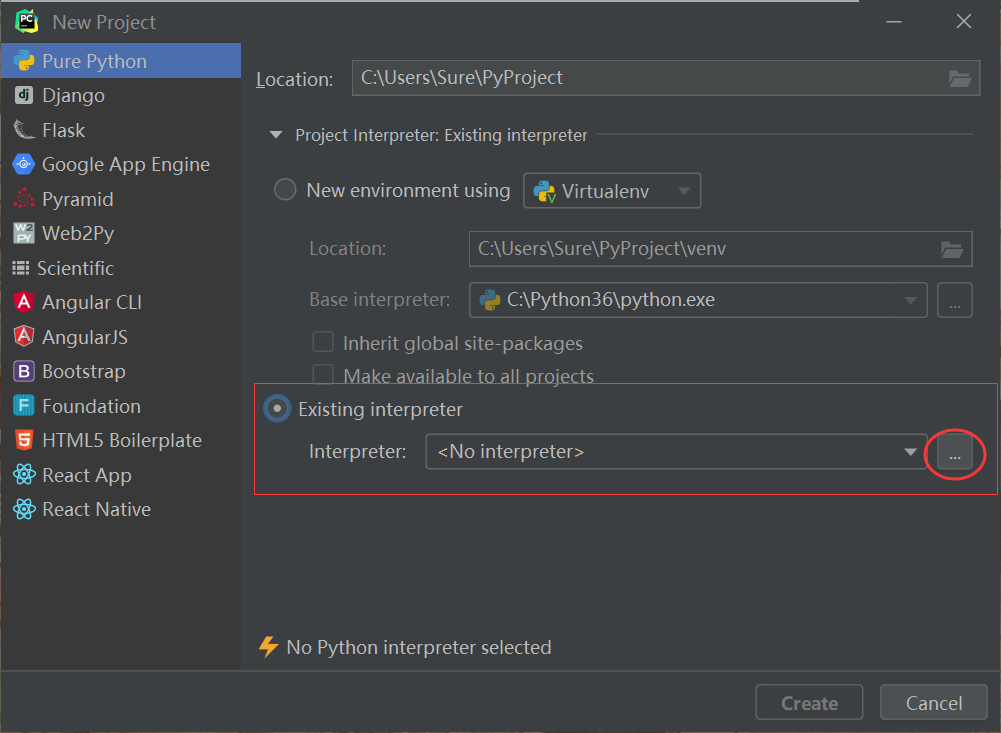 New Project
Pure Python
Django
Flask
Google App Engine
Pyramid
Web2Py
Scientific
Angular CLI
AngularJS
Bootstrap
Foundation
HTML5 Boilerplate
React App
React Native
Location: C:\Users\Sure\PyProject
Project Interpreter: Existing interpreter
New environment using Virtualenv
Location: C:\Users\Sure\PyProject\venv
Base interpreter: C:\Python36\python.exe ...
Inherit global site-packages
Make available to all projects
Existing interpreter
Interpreter: <No interpreter> ...
No Python interpreter selected
Create Cancel